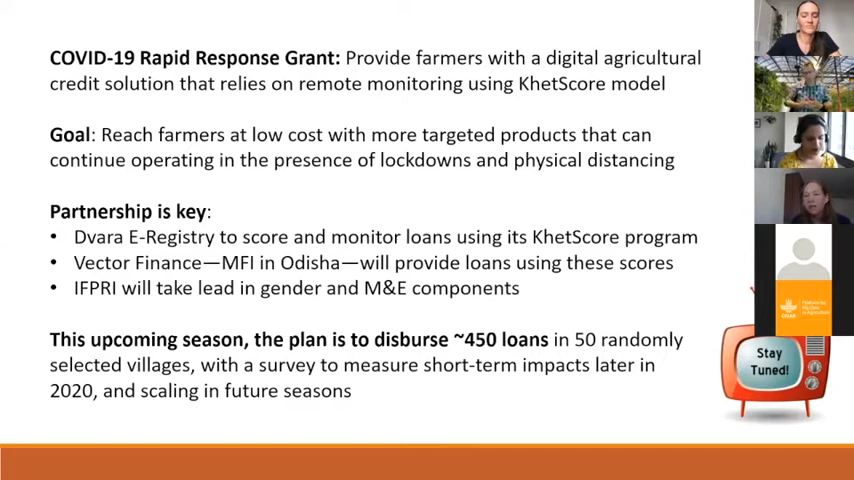 COVID-19 Rapid Response Grant: Provide farmers with a digital agricultural
credit solution that relies on remote monitoring using KhetScore model
Goal: Reach farmers at low cost with more targeted products that can
continue operating in the presence of lockdowns and physical distancing
Partnership is key:
• Dvara E-Registry to score and monitor loans using its KhetScore program
• Vector Finance—MFI in Odisha—will provide loans using these scores
• IFPRI will take lead in gender and M&E components
This upcoming season, the plan is to disburse ~450 loans in 50 randomly
selected villages, with a survey to measure short-term impacts later in
2020, and scaling in future seasons
Stay
Tuned!